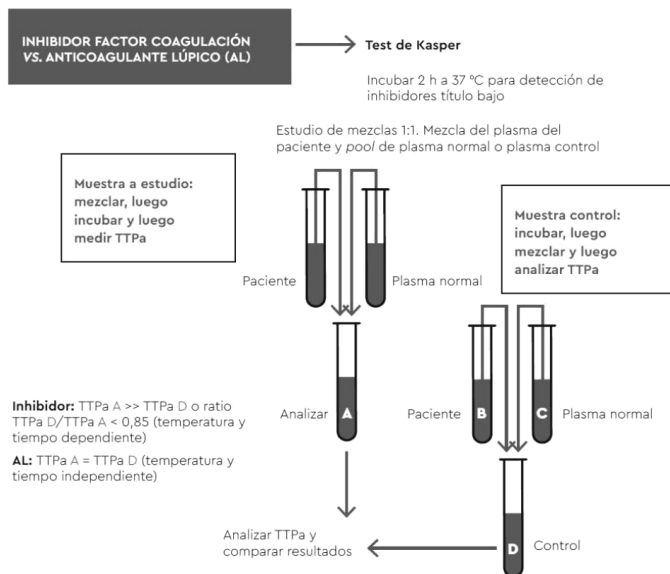 INHIBIDOR FACTOR COAGULACIÓN
VS. ANTICOAGULANTE LÚPICO (AL)
Test de Kasper
Incubar 2 h a 37 ºC para detección de
inhibidores título bajo
Estudio de mezclas 1:1. Mezcla del plasma del
paciente y pool de plasma normal o plasma control
Muestra a estudio:
mezclar, luego
incubar y luego
medir TTPa
Muestra control:
incubar, luego
mezclar y luego
analizar TTPa
Paciente
Plasma normal
Inhibidor: TTPa A >> TTPa D o ratio
TTPa D/TTPa A < 0,85 (temperatura y
tiempo dependiente)
AL: TTPa A = TTPa D (temperatura y
tiempo independiente)
Analizar
A
Paciente
B
C
Plasma normal
Analizar TTPa y
comparar resultados
D
Control